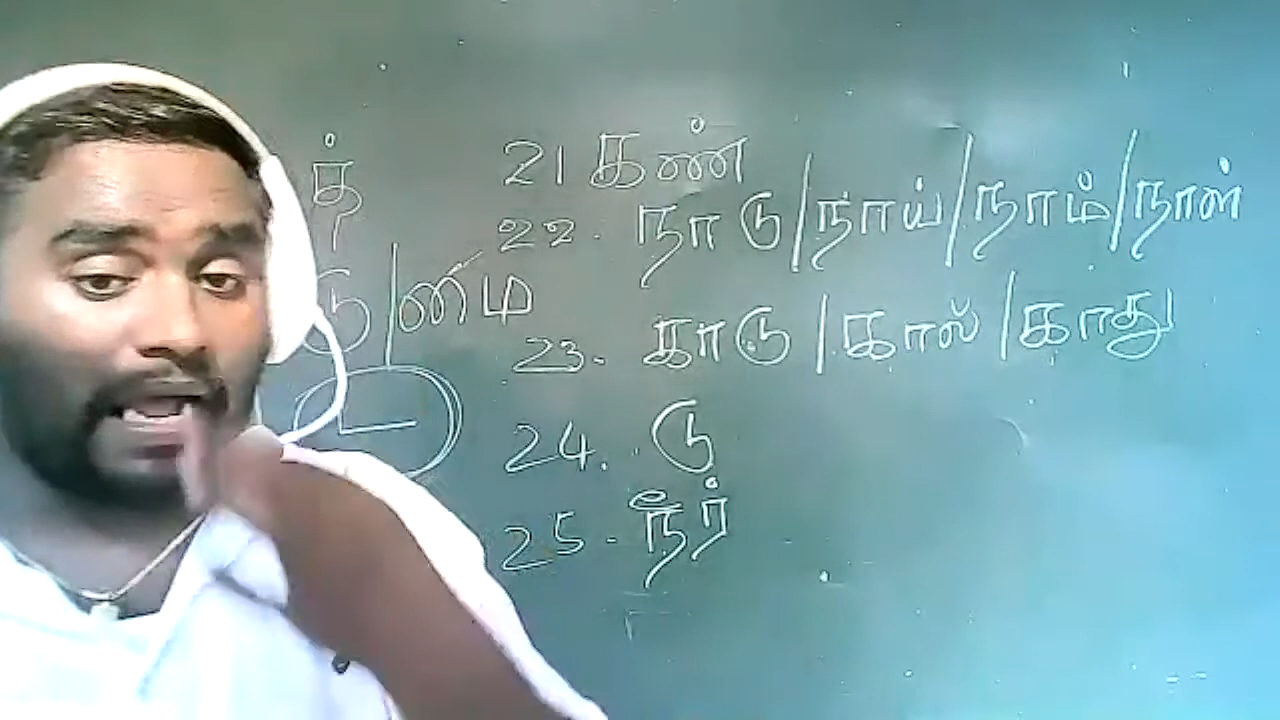 த்
21 கண்
22. நாடு/நாய்/நாம்/நான்
டு/மை
23. காடு/கால்/காது
24. டு
25. நீர்